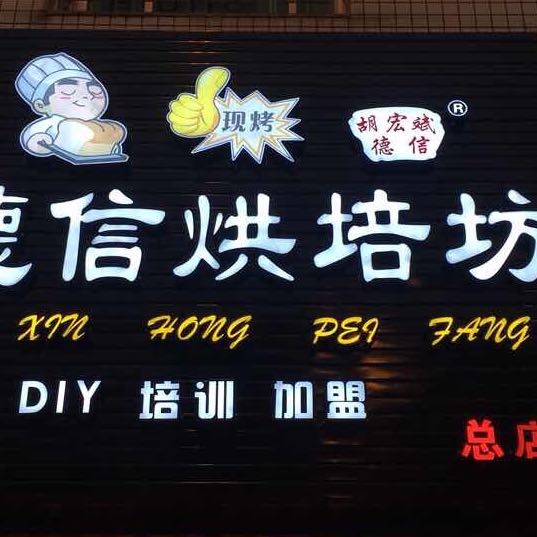 现烤
胡宏斌 ®
德信
德信烘培坊
XIN HONG PEI FANG
DIY 培训 加盟
总店